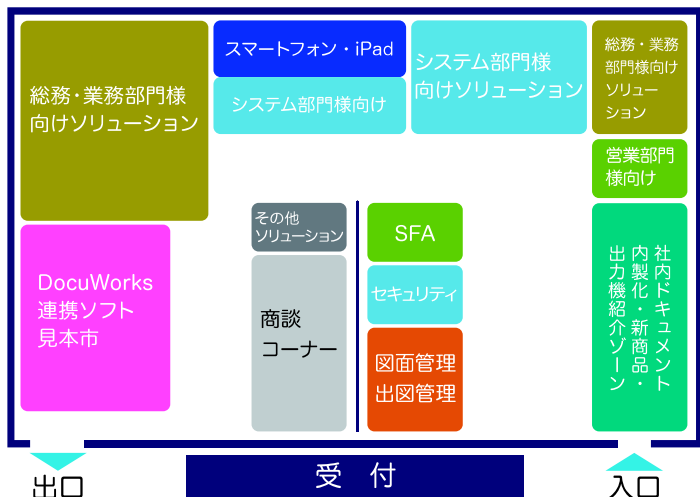 総務・業務部門様
向けソリューション
スマートフォン・iPad
システム部門様向け
システム部門様
向けソリューション
総務・業務
部門様向け
ソリュー
ション
営業部門
様向け
DocuWorks
連携ソフト
見本市
その他
ソリューション
商談
コーナー
SFA
セキュリティ
図面管理
出図管理
社内ドキュメント
内製化・新商品・
出力機紹介ゾーン
出口
受 付
入口